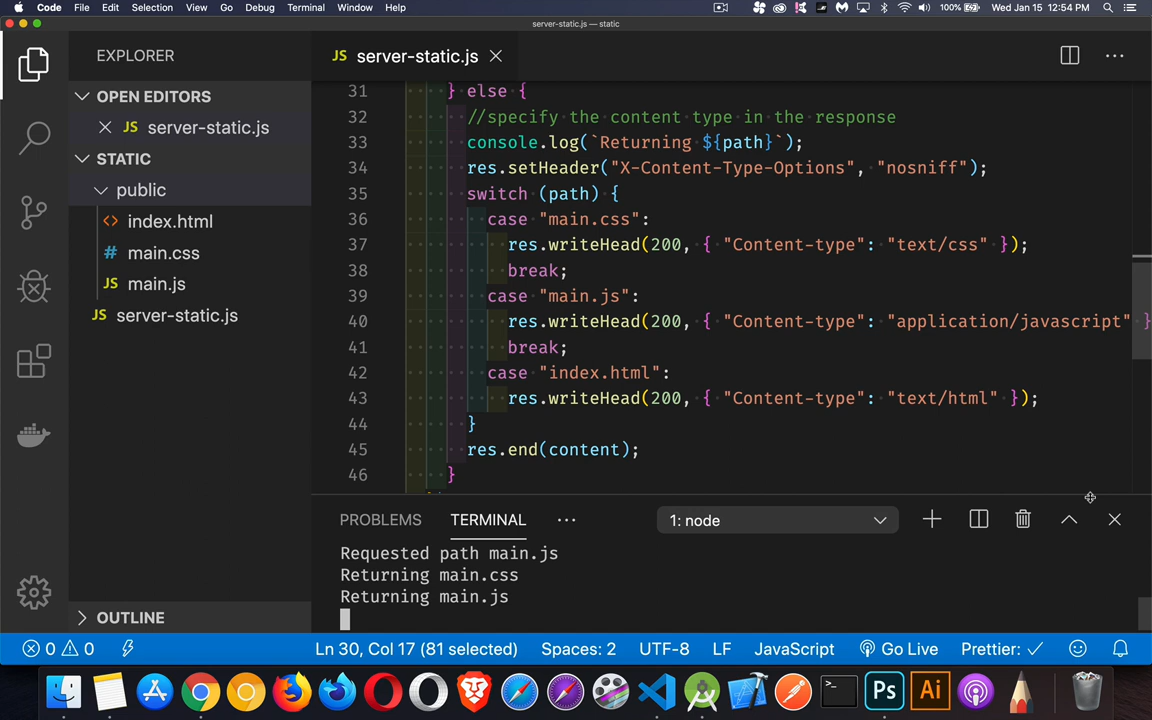 Code File Edit Selection View Go Debug Terminal Window Help 100% Wed Jan 15 12:54 PM
server-static.js — static
EXPLORER
JS server-static.js
OPEN EDITORS
JS server-static.js
STATIC
public
<> index.html
# main.css
JS main.js
JS server-static.js
OUTLINE
31 } else {
32 //specify the content type in the response
33 console.log(`Returning ${path}`);
34 res.setHeader("X-Content-Type-Options", "nosniff");
35 switch (path) {
36 case "main.css":
37 res.writeHead(200, { "Content-type": "text/css" });
38 break;
39 case "main.js":
40 res.writeHead(200, { "Content-type": "application/javascript" }
41 break;
42 case "index.html":
43 res.writeHead(200, { "Content-type": "text/html" });
44 }
45 res.end(content);
46 }
PROBLEMS TERMINAL ··· 1: node
Requested path main.js
Returning main.css
Returning main.js
0 0 Ln 30, Col 17 (81 selected) Spaces: 2 UTF-8 LF JavaScript Go Live Prettier: ✓
Ps Ai